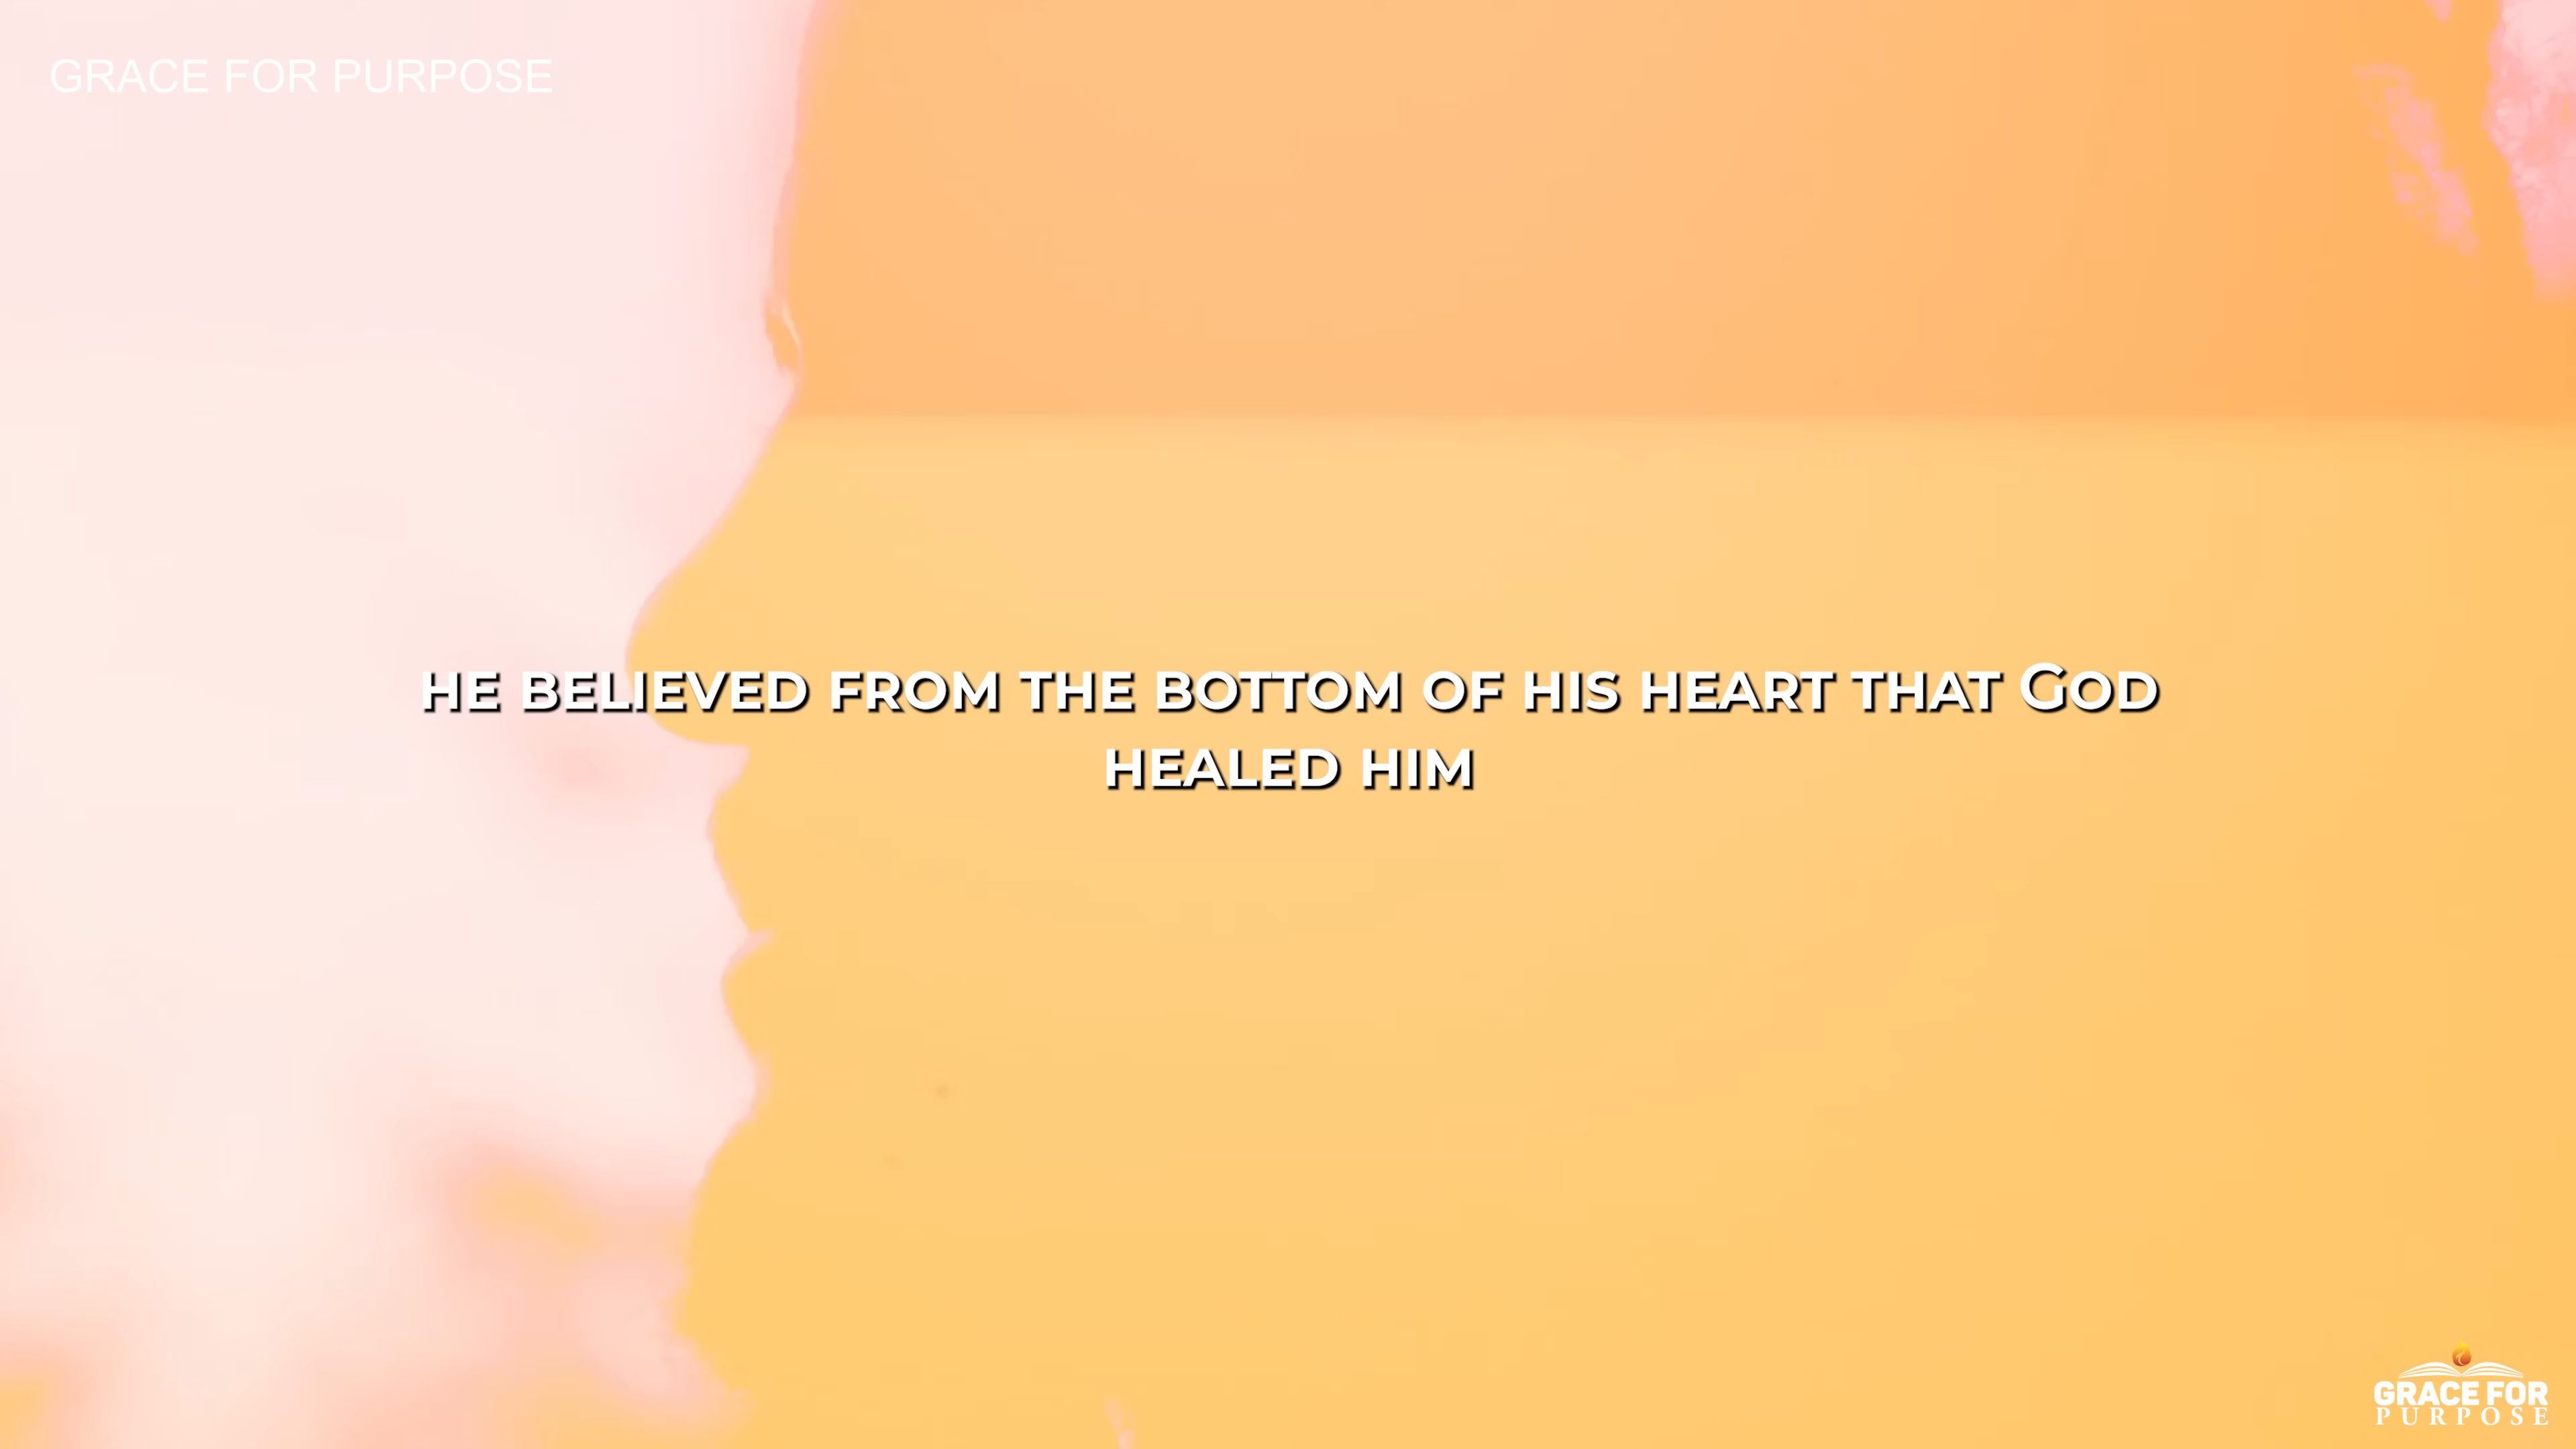 GRACE FOR PURPOSE
HE BELIEVED FROM THE BOTTOM OF HIS HEART THAT GOD
HEALED HIM
GRACE FOR
PURPOSE